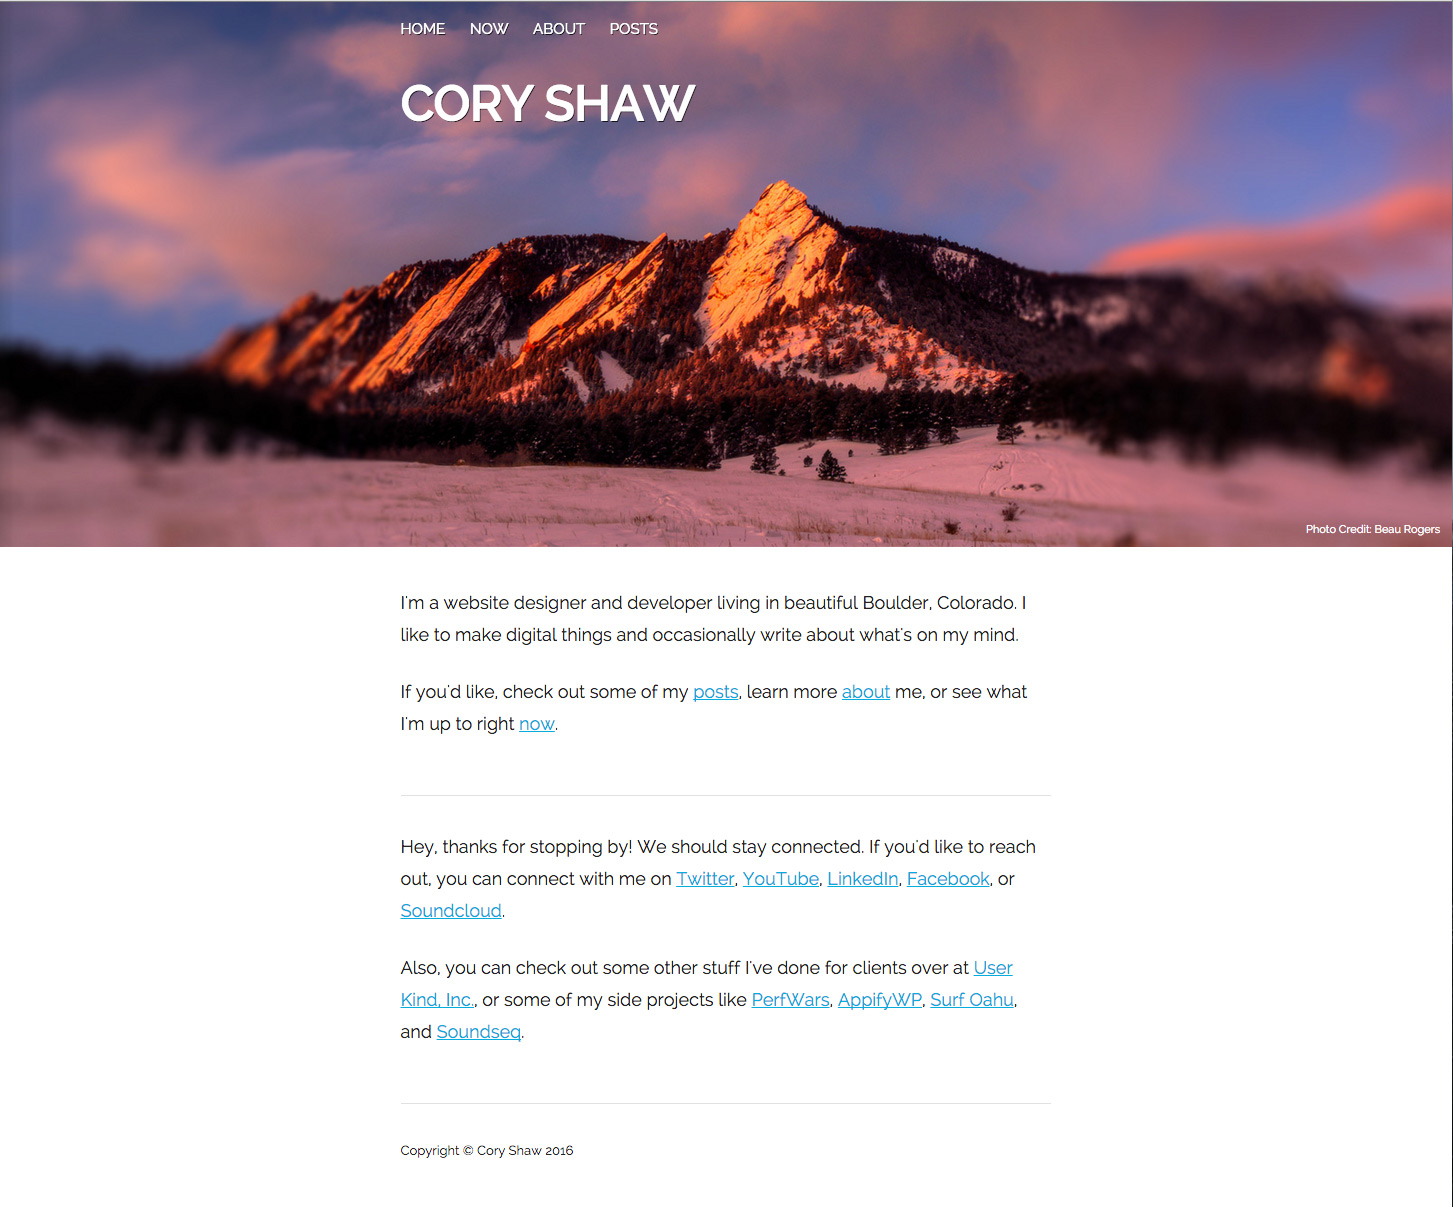 HOME NOW ABOUT POSTS
CORY SHAW
Photo Credit: Beau Rogers
I'm a website designer and developer living in beautiful Boulder, Colorado. I
like to make digital things and occasionally write about what's on my mind.
If you'd like, check out some of my posts, learn more about me, or see what
I'm up to right now.
Hey, thanks for stopping by! We should stay connected. If you'd like to reach
out, you can connect with me on Twitter, YouTube, LinkedIn, Facebook, or
Soundcloud.
Also, you can check out some other stuff I've done for clients over at User
Kind, Inc., or some of my side projects like PerfWars, AppifyWP, Surf Oahu,
and Soundseq.
Copyright © Cory Shaw 2016